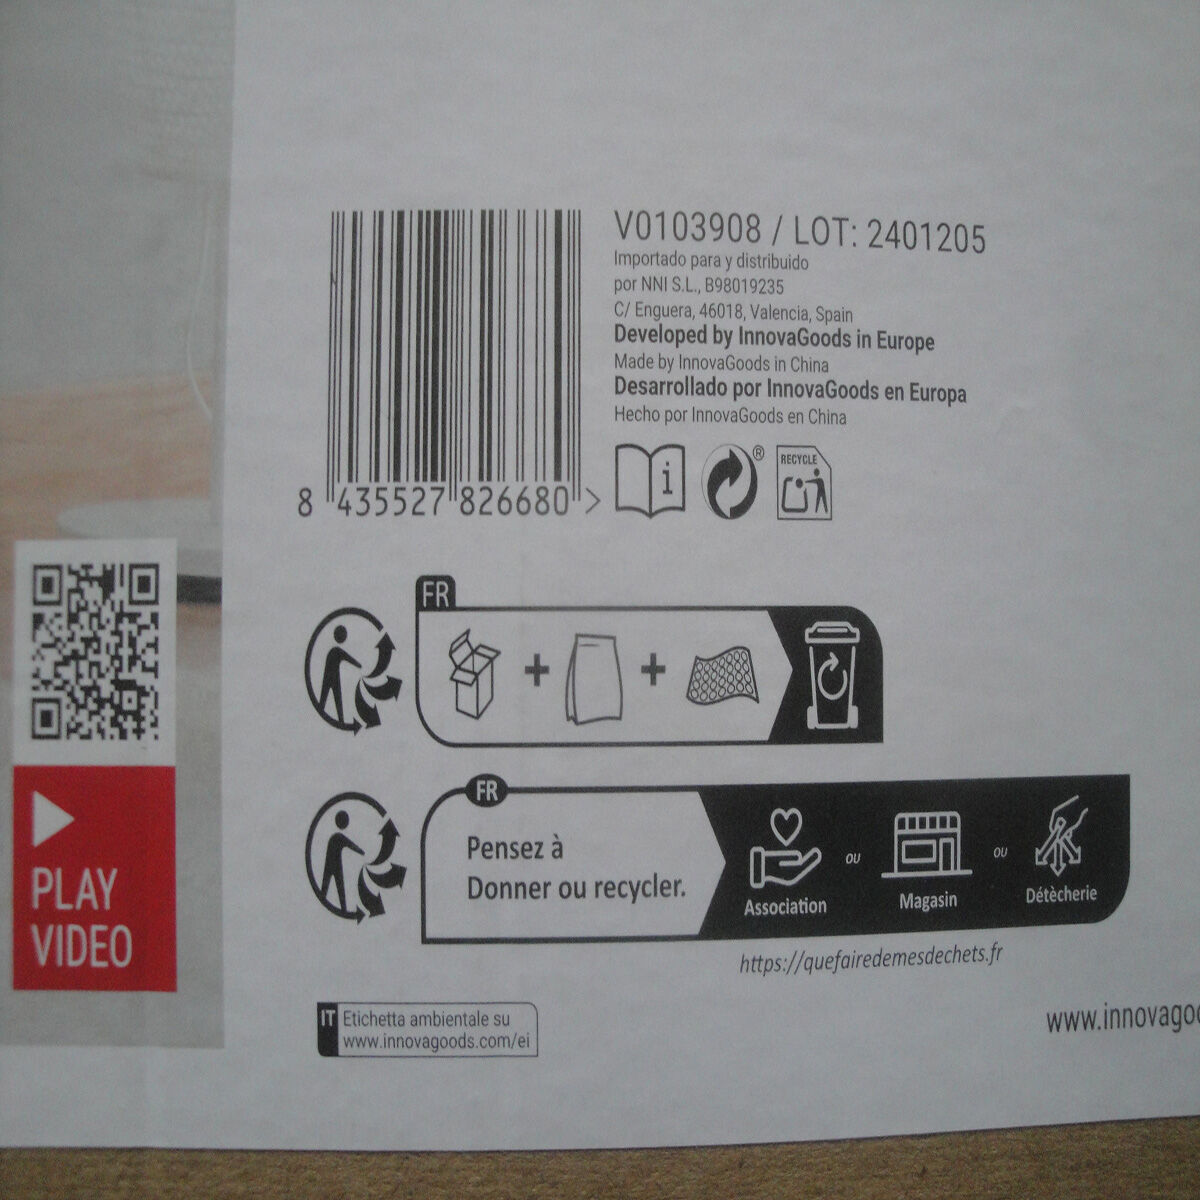 V0103908 / LOT: 2401205
Importado para y distribuido
por NNI S.L., B98019235
C/ Enguera, 46018, Valencia, Spain
Developed by InnovaGoods in Europe
Made by InnovaGoods in China
Desarrollado por InnovaGoods en Europa
Hecho por InnovaGoods en China
RECYCLE
8 435527 826680 >
FR
FR
Pensez à
Donner ou recycler.
Association
ou
Magasin
ou
Détècherie
https://quefairedemesdechets.fr
PLAY
VIDEO
IT Etichetta ambientale su
www.innovagoods.com/ei
www.innovago